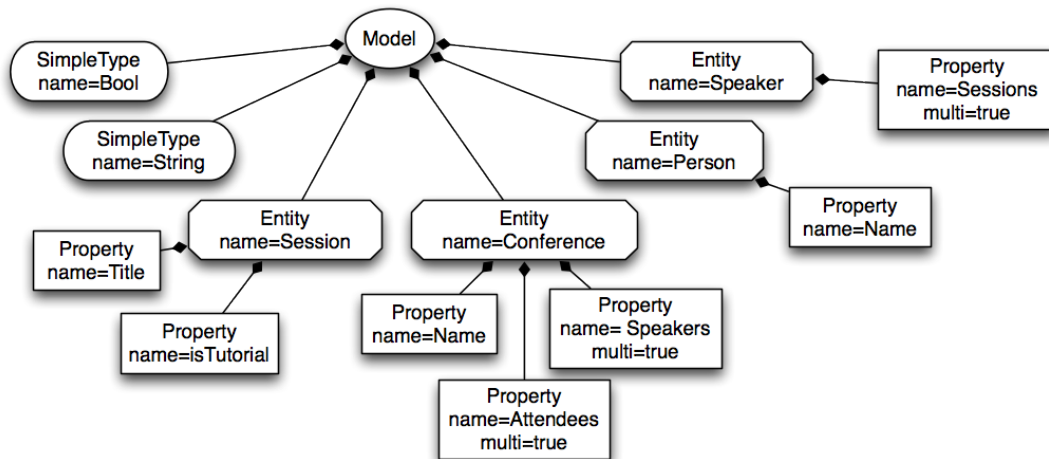 Model
SimpleType
name=Bool
Entity
name=Speaker
Property
name=Sessions
multi=true
SimpleType
name=String
Entity
name=Person
Property
name=Name
Entity
name=Session
Entity
name=Conference
Property
name=Title
Property
name=isTutorial
Property
name=Name
Property
name= Speakers
multi=true
Property
name=Attendees
multi=true